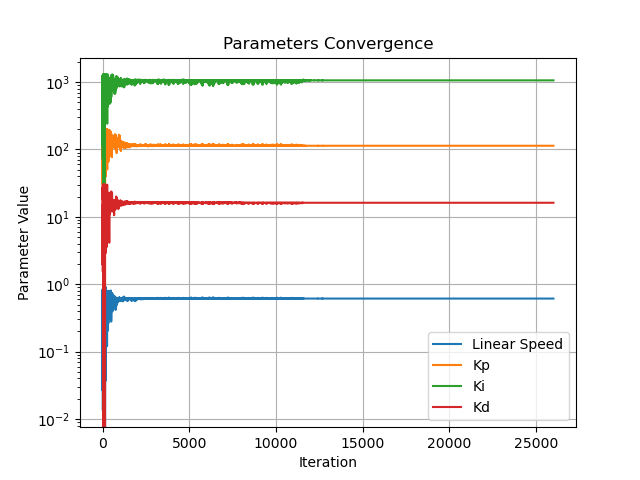 Parameters Convergence
Parameter Value
10³
10²
10¹
10⁰
10⁻¹
10⁻²
Linear Speed
Kp
Ki
Kd
0 5000 10000 15000 20000 25000
Iteration